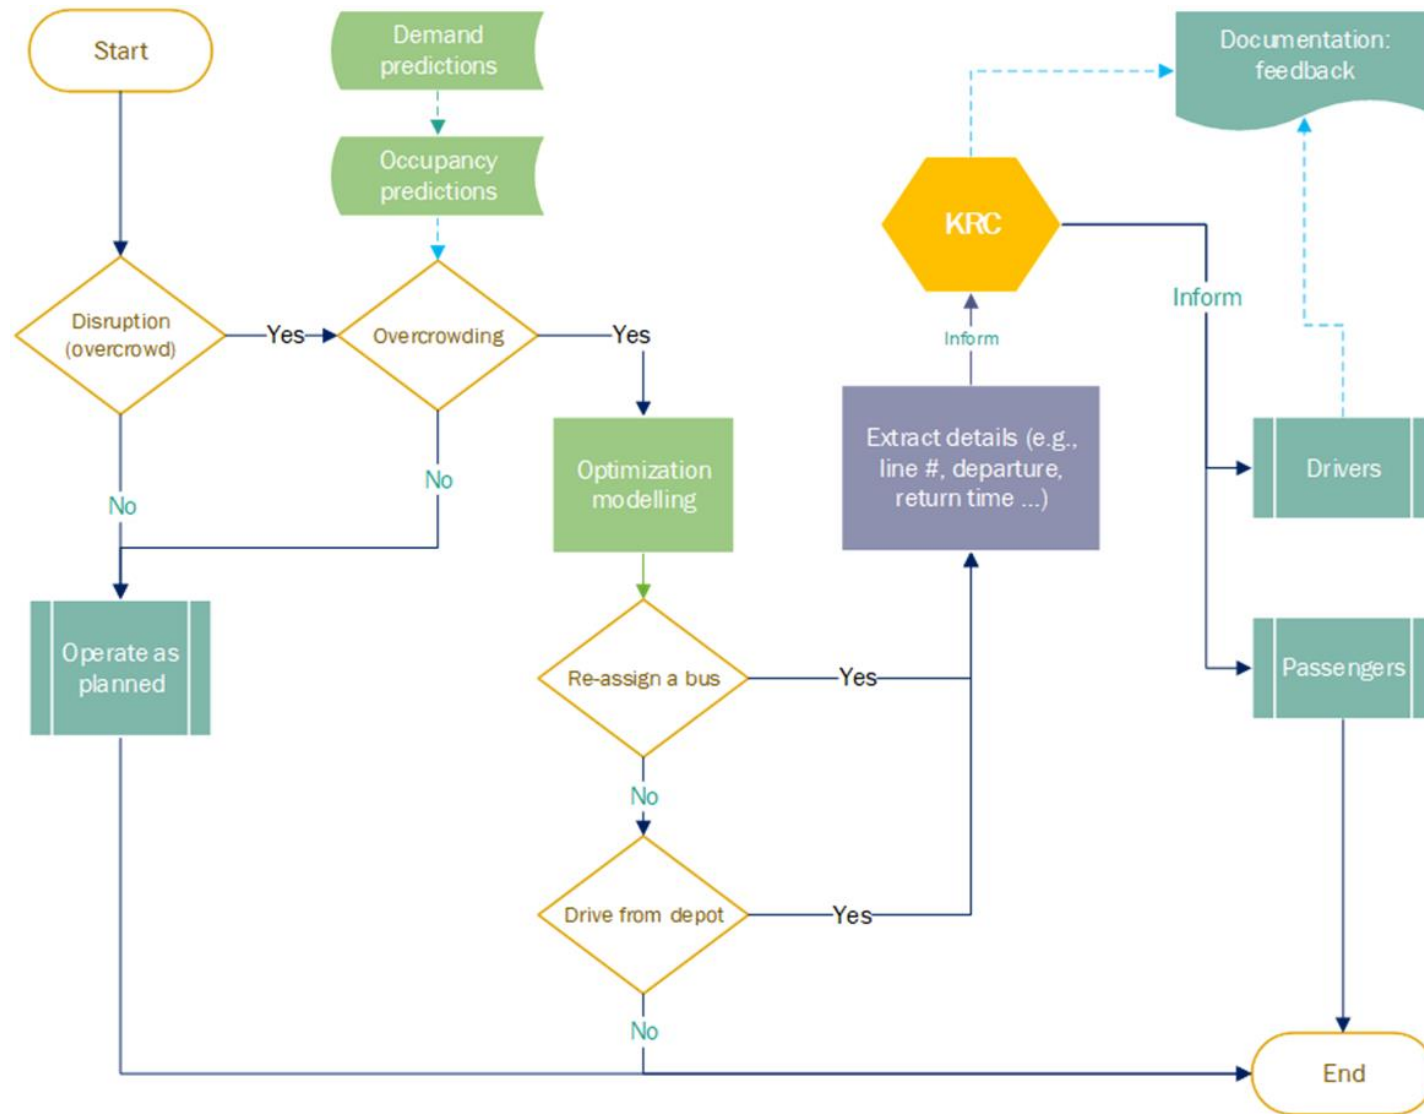 Start
Demand
predictions
Documentation:
feedback
Occupancy
predictions
KRC
Disruption
(overcrowd)
Yes
Overcrowding
Yes
Inform
Inform
Extract details (e.g.,
line #, departure,
return time ...)
Optimization
modelling
Drivers
No
No
Operate as
planned
Re-assign a bus
Yes
Passengers
No
Drive from depot
Yes
No
End